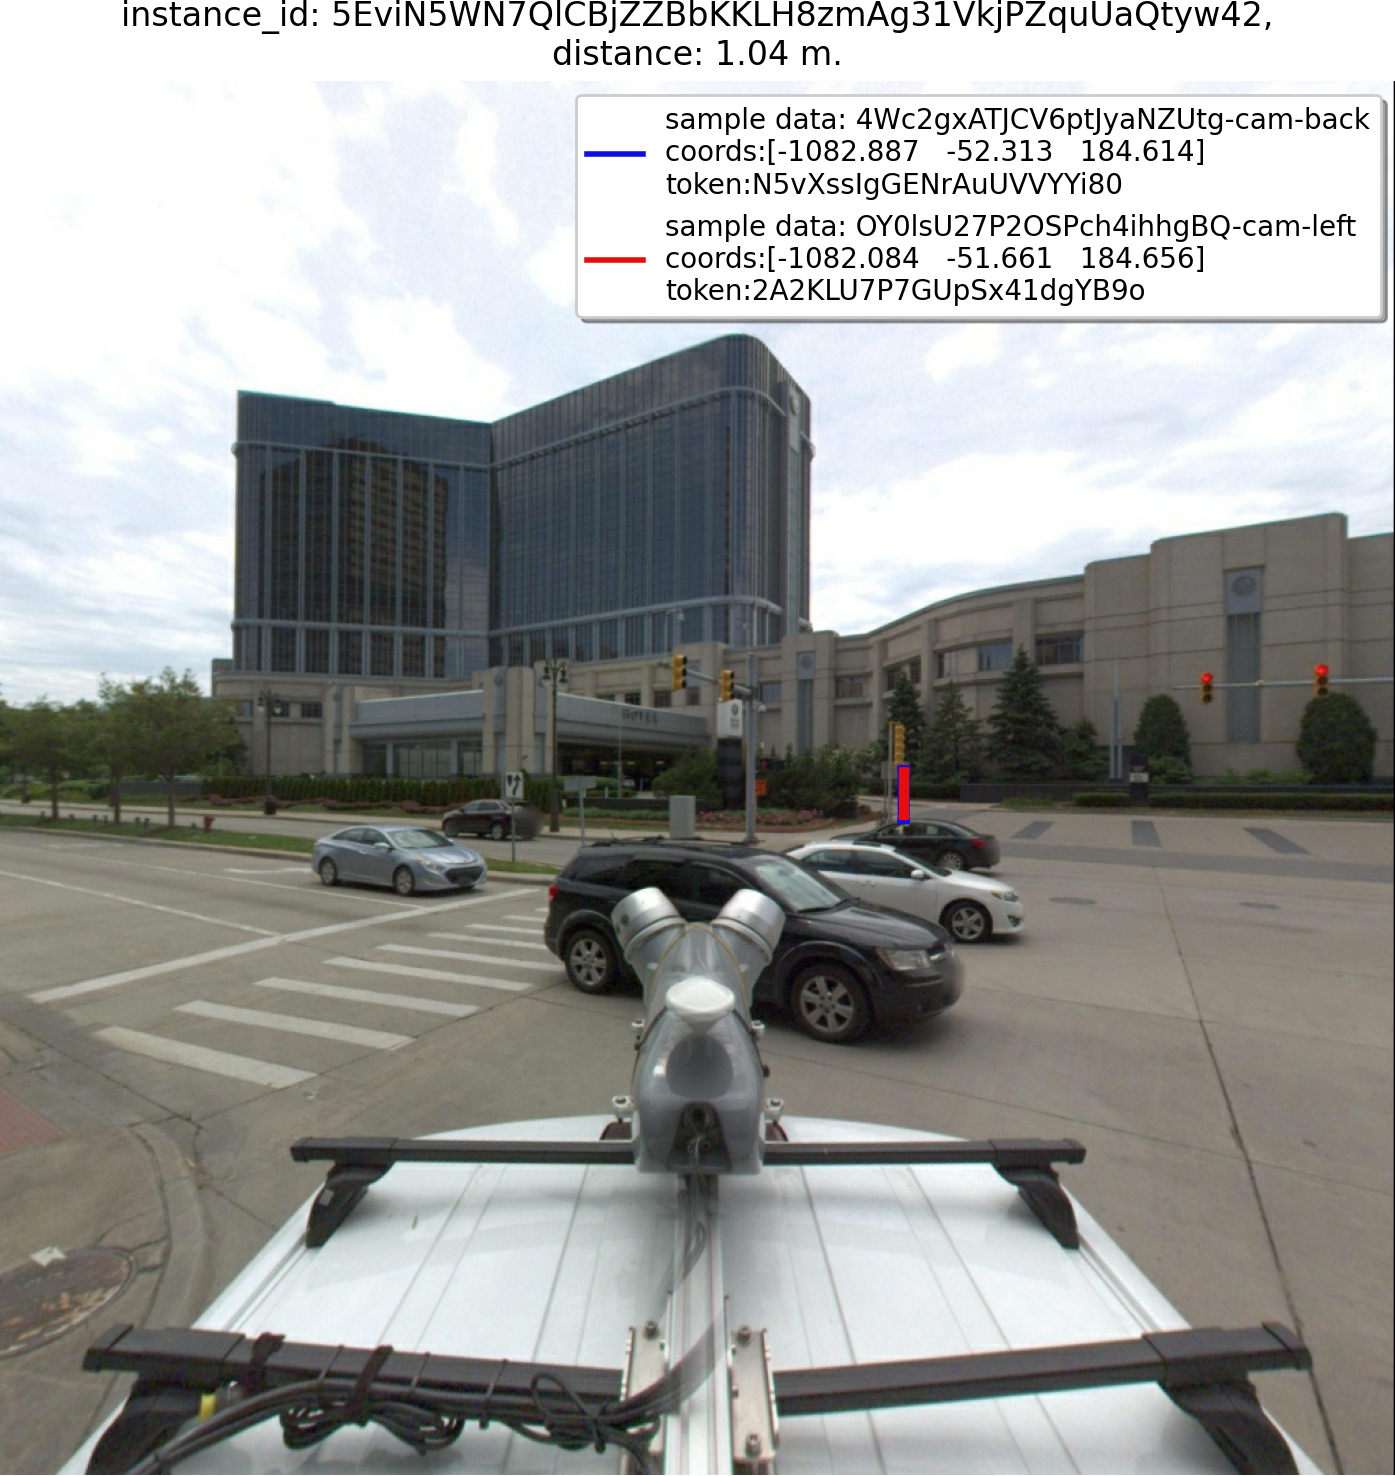 instance_id: 5EviN5WN7QlCBjZZBbKKLH8zmAg31VkjPZquUaQtyw42,
distance: 1.04 m.
sample data: 4Wc2gxATJCV6ptJyaNZUtg-cam-back
coords:[-1082.887 -52.313 184.614]
token:N5vXssIgGENrAuUVVYYi80
sample data: OY0lsU27P2OSPch4ihhgBQ-cam-left
coords:[-1082.084 -51.661 184.656]
token:2A2KLU7P7GUpSx41dgYB9o
HOTEL